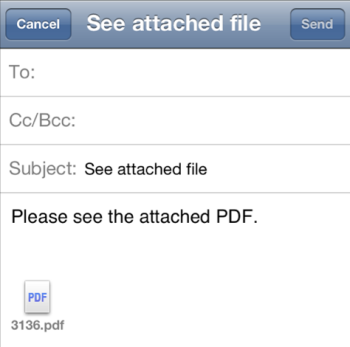 Cancel See attached file Send
To:
Cc/Bcc:
Subject: See attached file
Please see the attached PDF.
PDF
3136.pdf